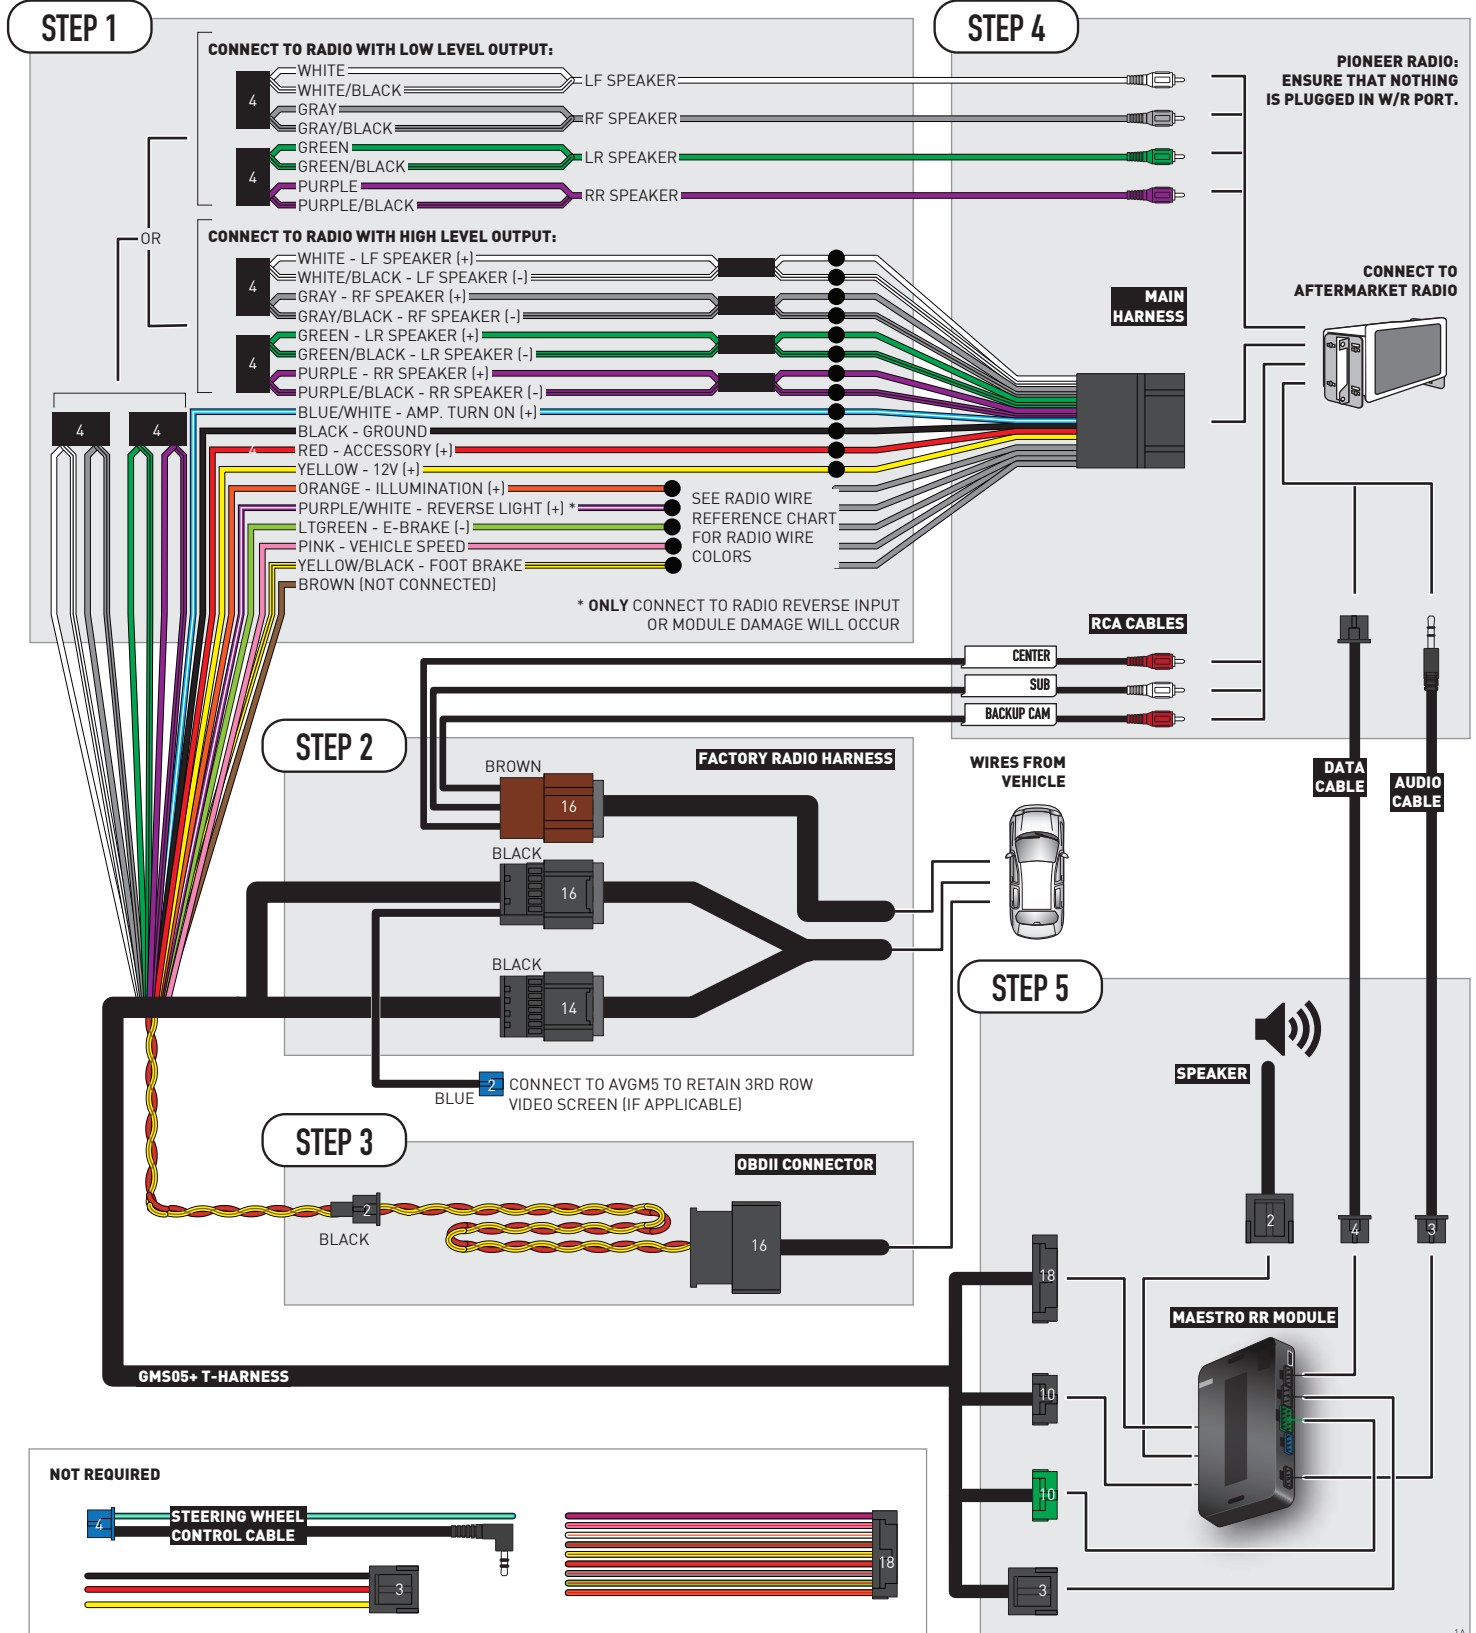 STEP 1
CONNECT TO RADIO WITH LOW LEVEL OUTPUT:
4
WHITE
WHITE/BLACK
LF SPEAKER
GRAY
GRAY/BLACK
RF SPEAKER
4
GREEN
GREEN/BLACK
LR SPEAKER
PURPLE
PURPLE/BLACK
RR SPEAKER
OR
CONNECT TO RADIO WITH HIGH LEVEL OUTPUT:
4
WHITE - LF SPEAKER (+)
WHITE/BLACK - LF SPEAKER (-)
GRAY - RF SPEAKER (+)
GRAY/BLACK - RF SPEAKER (-)
4
GREEN - LR SPEAKER (+)
GREEN/BLACK - LR SPEAKER (-)
PURPLE - RR SPEAKER (+)
PURPLE/BLACK - RR SPEAKER (-)
4
4
BLUE/WHITE - AMP. TURN ON (+)
BLACK - GROUND
4
RED - ACCESSORY (+)
YELLOW - 12V (+)
ORANGE - ILLUMINATION (+)
PURPLE/WHITE - REVERSE LIGHT (+) *
LTGREEN - E-BRAKE (-)
PINK - VEHICLE SPEED
YELLOW/BLACK - FOOT BRAKE
BROWN (NOT CONNECTED)
SEE RADIO WIRE
REFERENCE CHART
FOR RADIO WIRE
COLORS
* ONLY CONNECT TO RADIO REVERSE INPUT
OR MODULE DAMAGE WILL OCCUR
STEP 4
PIONEER RADIO:
ENSURE THAT NOTHING
IS PLUGGED IN W/R PORT.
CONNECT TO
AFTERMARKET RADIO
MAIN
HARNESS
RCA CABLES
CENTER
SUB
BACKUP CAM
DATA
CABLE
AUDIO
CABLE
STEP 2
FACTORY RADIO HARNESS
BROWN
16
BLACK
16
BLACK
14
WIRES FROM
VEHICLE
BLUE
2
CONNECT TO AVGM5 TO RETAIN 3RD ROW
VIDEO SCREEN (IF APPLICABLE)
STEP 3
OBDII CONNECTOR
2
BLACK
16
GMS05+ T-HARNESS
STEP 5
SPEAKER
2
4
3
18
MAESTRO RR MODULE
10
10
3
NOT REQUIRED
4
STEERING WHEEL
CONTROL CABLE
3
18
1A